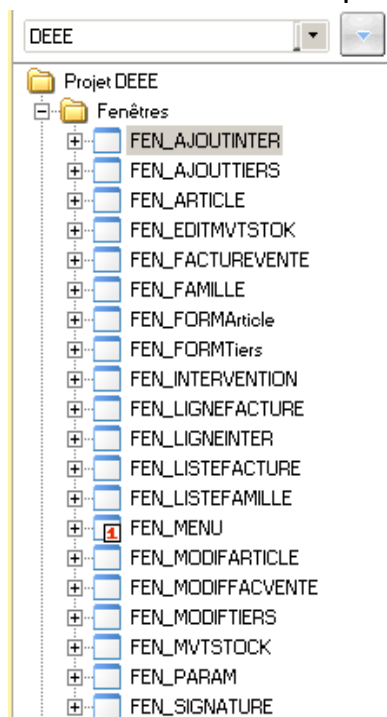 DEEE
Projet DEEE
Fenêtres
FEN_AJOUTINTER
FEN_AJOUTTIERS
FEN_ARTICLE
FEN_EDITMVTSTOK
FEN_FACTUREVENTE
FEN_FAMILLE
FEN_FORMArticle
FEN_FORMTiers
FEN_INTERVENTION
FEN_LIGNEFACTURE
FEN_LIGNEINTER
FEN_LISTEFACTURE
FEN_LISTEFAMILLE
1 FEN_MENU
FEN_MODIFARTICLE
FEN_MODIFFACVENTE
FEN_MODIFTIERS
FEN_MVTSTOCK
FEN_PARAM
FEN_SIGNATURE